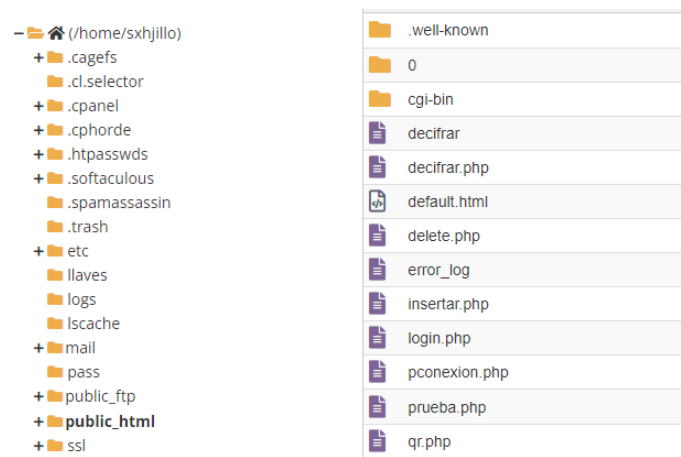 (/home/sxhjillo)
.cagefs
.cl.selector
.cpanel
.cphorde
.htpasswds
.softaculous
.spamassassin
.trash
etc
llaves
logs
lscache
mail
pass
public_ftp
public_html
ssl
.well-known
0
cgi-bin
decifrar
decifrar.php
default.html
delete.php
error_log
insertar.php
login.php
pconexion.php
prueba.php
qr.php